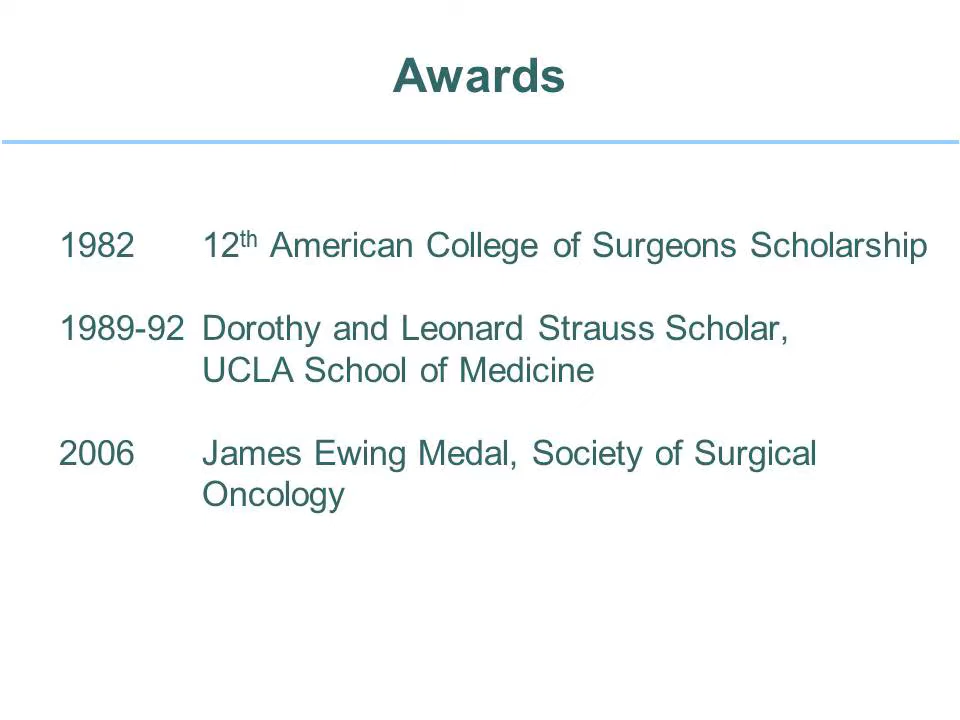 Awards
1982 12th American College of Surgeons Scholarship
1989-92 Dorothy and Leonard Strauss Scholar,
UCLA School of Medicine
2006 James Ewing Medal, Society of Surgical
Oncology